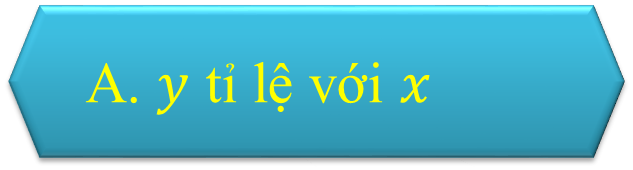 A. 𝑦 tỉ lệ với 𝑥